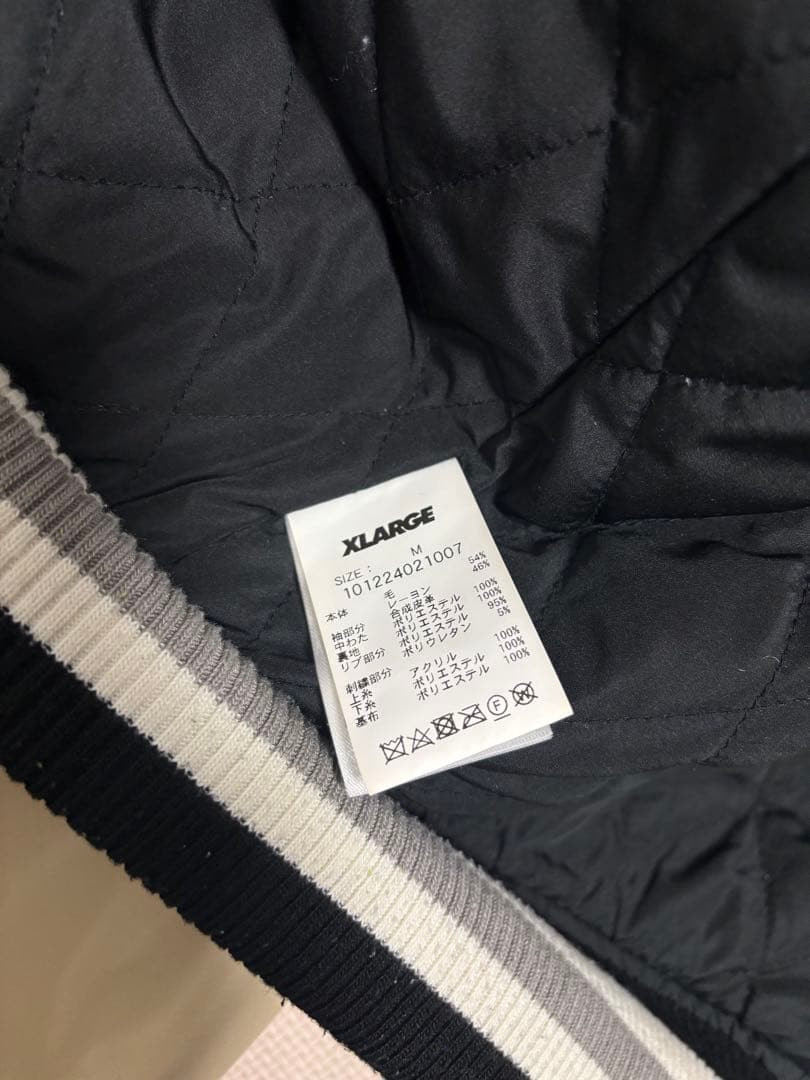 XLARGE
SIZE: M
101224021007
本体 毛 54%
レーヨン 46%
袖部分 合成皮革 100%
中わた ポリエステル 100%
裏地 ポリエステル
リブ部分 ポリエステル 95%
ポリウレタン 5%
刺繍部分
上糸 アクリル 100%
下糸 ポリエステル 100%
基布 ポリエステル 100%
F W